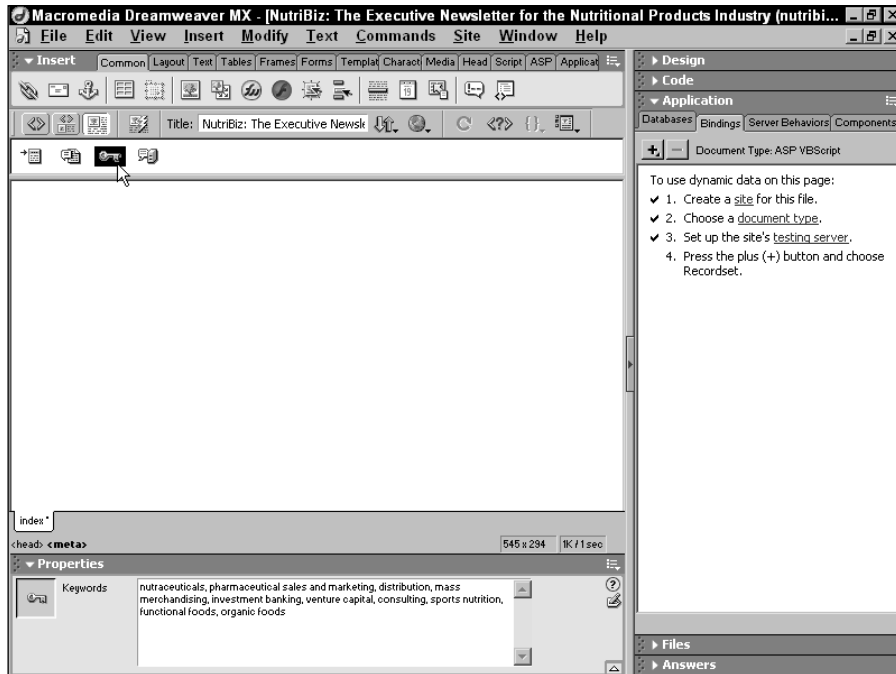 Macromedia Dreamweaver MX - [NutriBiz: The Executive Newsletter for the Nutritional Products Industry (nutribi...
File Edit View Insert Modify Text Commands Site Window Help
Insert Common Layout Text Tables Frames Forms Templat Charact Media Head Script ASP Applicat
Title: NutriBiz: The Executive Newsle
index*
<head> <meta>
545 x 294 1K / 1 sec
Properties
Keywords
nutraceuticals, pharmaceutical sales and marketing, distribution, mass
merchandising, investment banking, venture capital, consulting, sports nutrition,
functional foods, organic foods
Design
Code
Application
Databases Bindings Server Behaviors Components
Document Type: ASP VBScript
To use dynamic data on this page:
1. Create a site for this file.
2. Choose a document type.
3. Set up the site's testing server.
4. Press the plus (+) button and choose
Recordset.
Files
Answers